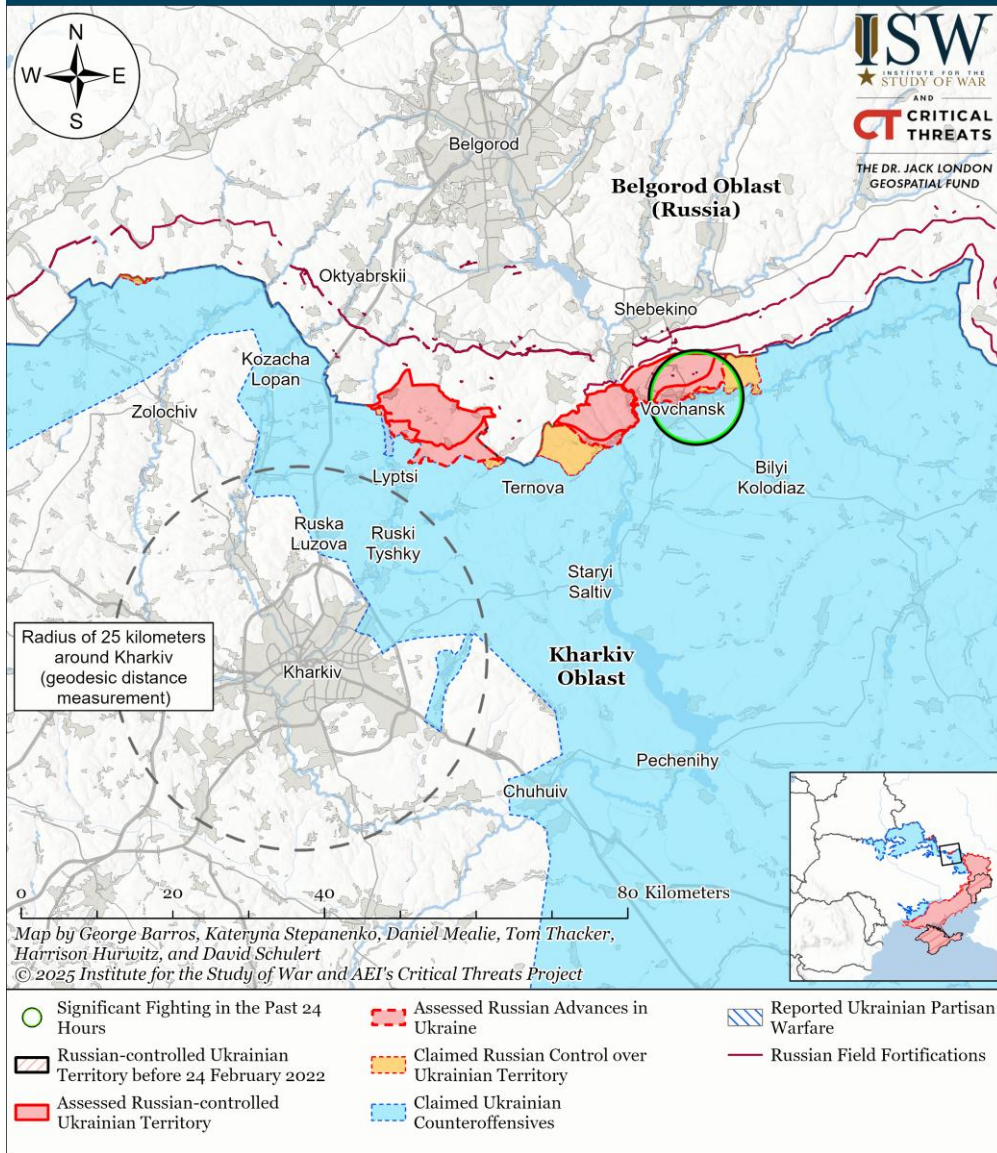 N
W E
S
ISW
INSTITUTE FOR THE
STUDY OF WAR
AND
CT CRITICAL
THREATS
THE DR. JACK LONDON
GEOSPATIAL FUND
Belgorod
Belgorod Oblast
(Russia)
Oktyabrskii
Shebekino
Kozacha
Lopan
Zolochiv
Vovchansk
Lyptsi
Ternova
Bilyi
Kolodiaz
Ruska
Luzova
Ruski
Tyshky
Staryi
Saltiv
Radius of 25 kilometers
around Kharkiv
(geodesic distance
measurement)
Kharkiv
Kharkiv
Oblast
Pechenihy
Chuhuiv
0 20 40 80 Kilometers
Map by George Barros, Kateryna Stepanenko, Daniel Mealie, Tom Thacker,
Harrison Hurwitz, and David Schulert
© 2025 Institute for the Study of War and AEI's Critical Threats Project
Significant Fighting in the Past 24
Hours
Russian-controlled Ukrainian
Territory before 24 February 2022
Assessed Russian-controlled
Ukrainian Territory
Assessed Russian Advances in
Ukraine
Claimed Russian Control over
Ukrainian Territory
Claimed Ukrainian
Counteroffensives
Reported Ukrainian Partisan
Warfare
Russian Field Fortifications